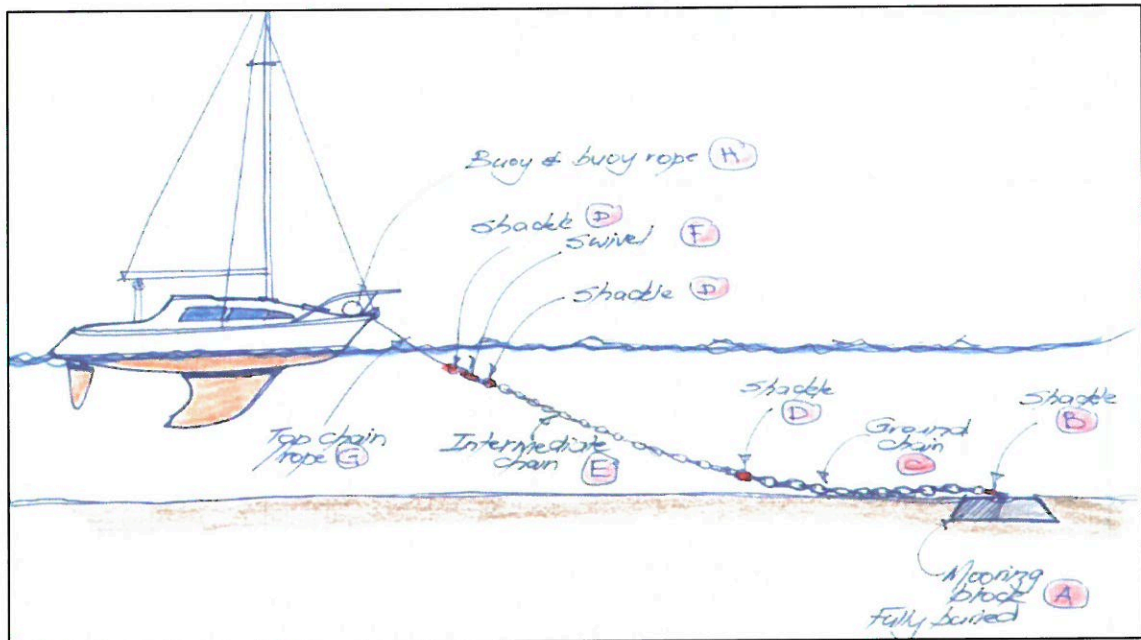 Buoy & buoy rope H
Shackle D
Swivel F
Shackle D
Top chain
rope G
Intermediate
chain E
Shackle
D
Ground
chain
C
Shackle
B
Mooring
block A
Fully buried